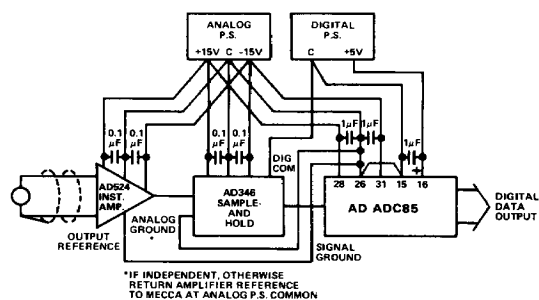 ANALOG
P.S.
+15V C -15V
DIGITAL
P.S.
C +5V
0.1
µF
0.1
µF
0.1
µF
0.1
µF
1µF
1µF
1µF
DIG
COM
+
28 26 31 15 16
AD524
INST.
AMP.
AD346
SAMPLE-
AND
HOLD
AD ADC85
DIGITAL
DATA
OUTPUT
ANALOG
GROUND*
OUTPUT
REFERENCE
SIGNAL
GROUND
*IF INDEPENDENT, OTHERWISE
RETURN AMPLIFIER REFERENCE
TO MECCA AT ANALOG P.S. COMMON